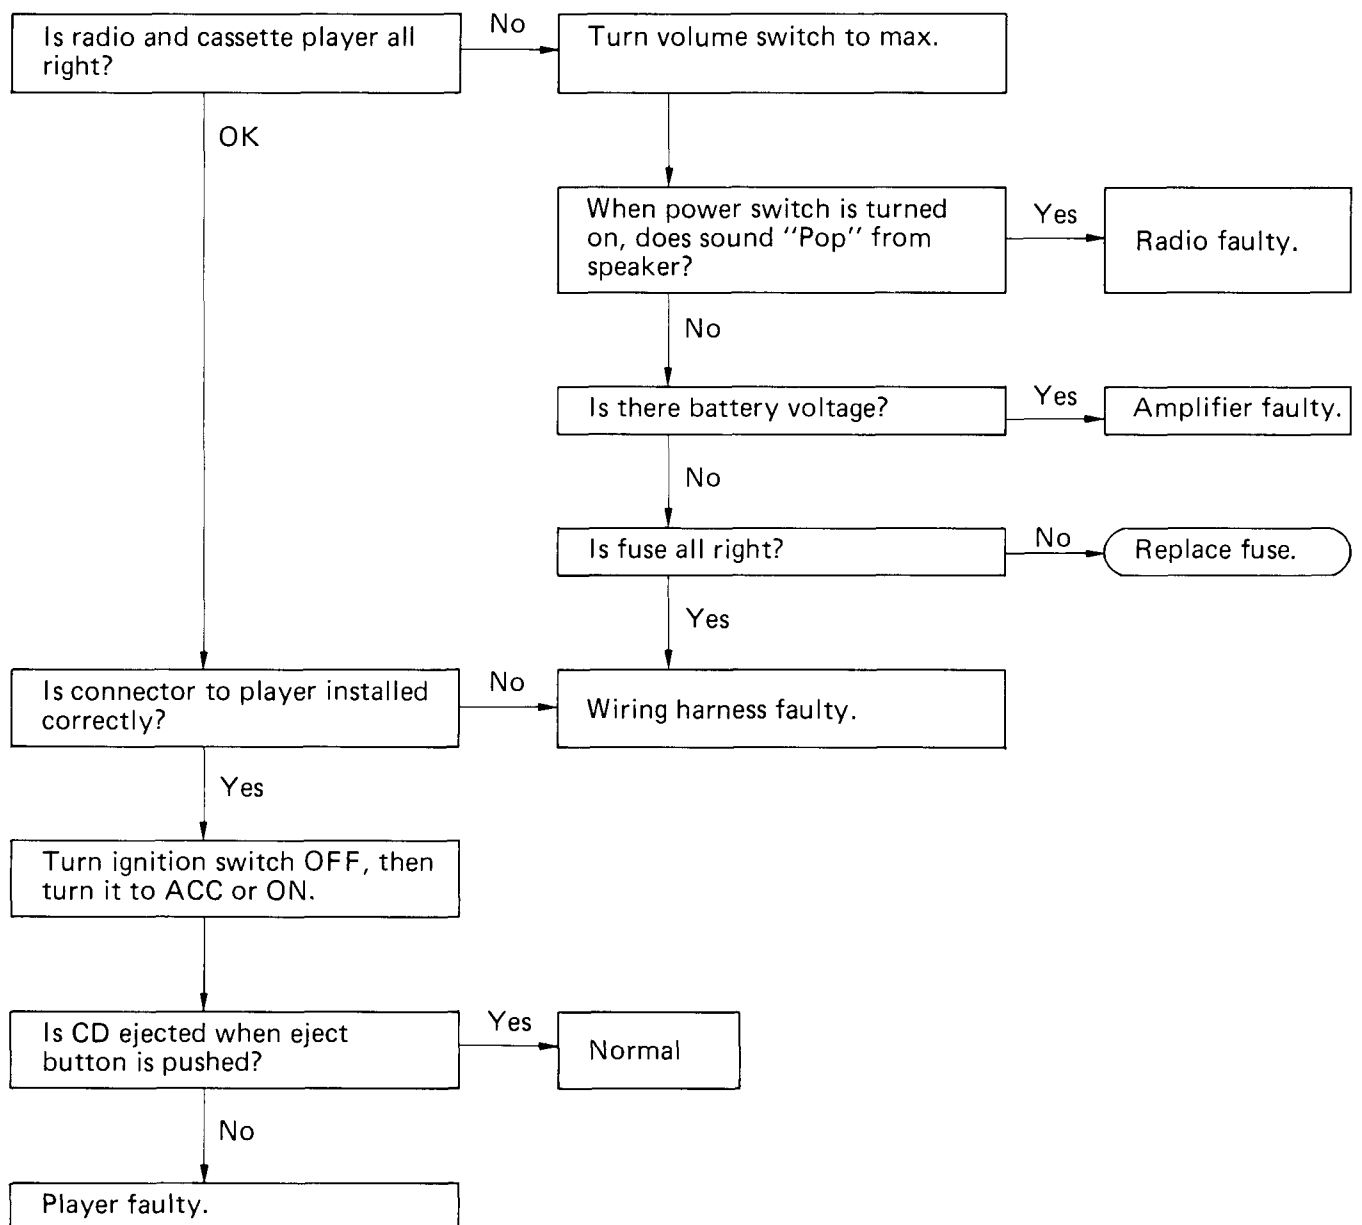 Is radio and cassette player all
right?
No
Turn volume switch to max.
OK
When power switch is turned
on, does sound "Pop" from
speaker?
Yes
Radio faulty.
No
Is there battery voltage?
Yes
Amplifier faulty.
No
Is fuse all right?
No
Replace fuse.
Yes
Is connector to player installed
correctly?
No
Wiring harness faulty.
Yes
Turn ignition switch OFF, then
turn it to ACC or ON.
Is CD ejected when eject
button is pushed?
Yes
Normal
No
Player faulty.